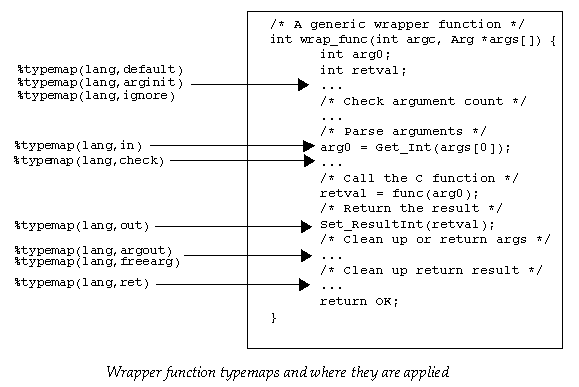 /* A generic wrapper function */
int wrap_func(int argc, Arg *args[]) {
int arg0;
int retval;
...
/* Check argument count */
...
/* Parse arguments */
arg0 = Get_Int(args[0]);
...
/* Call the C function */
retval = func(arg0);
/* Return the result */
Set_ResultInt(retval);
/* Clean up or return args */
...
/* Clean up return result */
...
return OK;
}
%typemap(lang,default)
%typemap(lang,arginit)
%typemap(lang,ignore)
%typemap(lang,in)
%typemap(lang,check)
%typemap(lang,out)
%typemap(lang,argout)
%typemap(lang,freearg)
%typemap(lang,ret)
Wrapper function typemaps and where they are applied